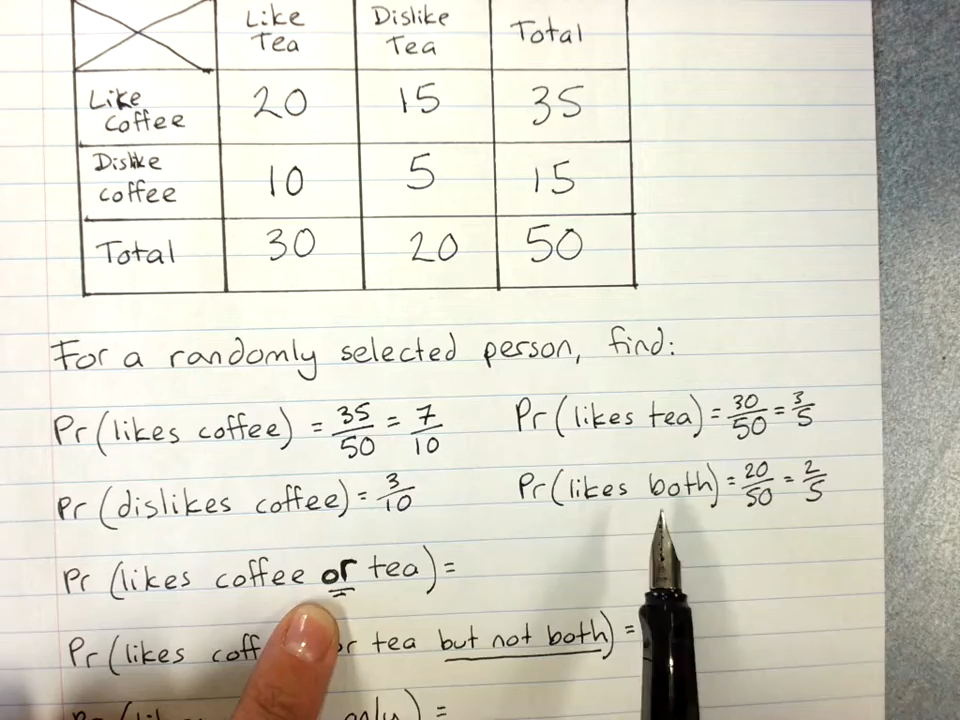 Like Tea Dislike Tea Total
Like coffee 20 15 35
Dislike coffee 10 5 15
Total 30 20 50
For a randomly selected person, find:
Pr (likes coffee) = 35/50 = 7/10 Pr (likes tea) = 30/50 = 3/5
Pr (dislikes coffee) = 3/10 Pr (likes both) = 20/50 = 2/5
Pr (likes coffee or tea) =
Pr (likes tea but not both) =
only) =